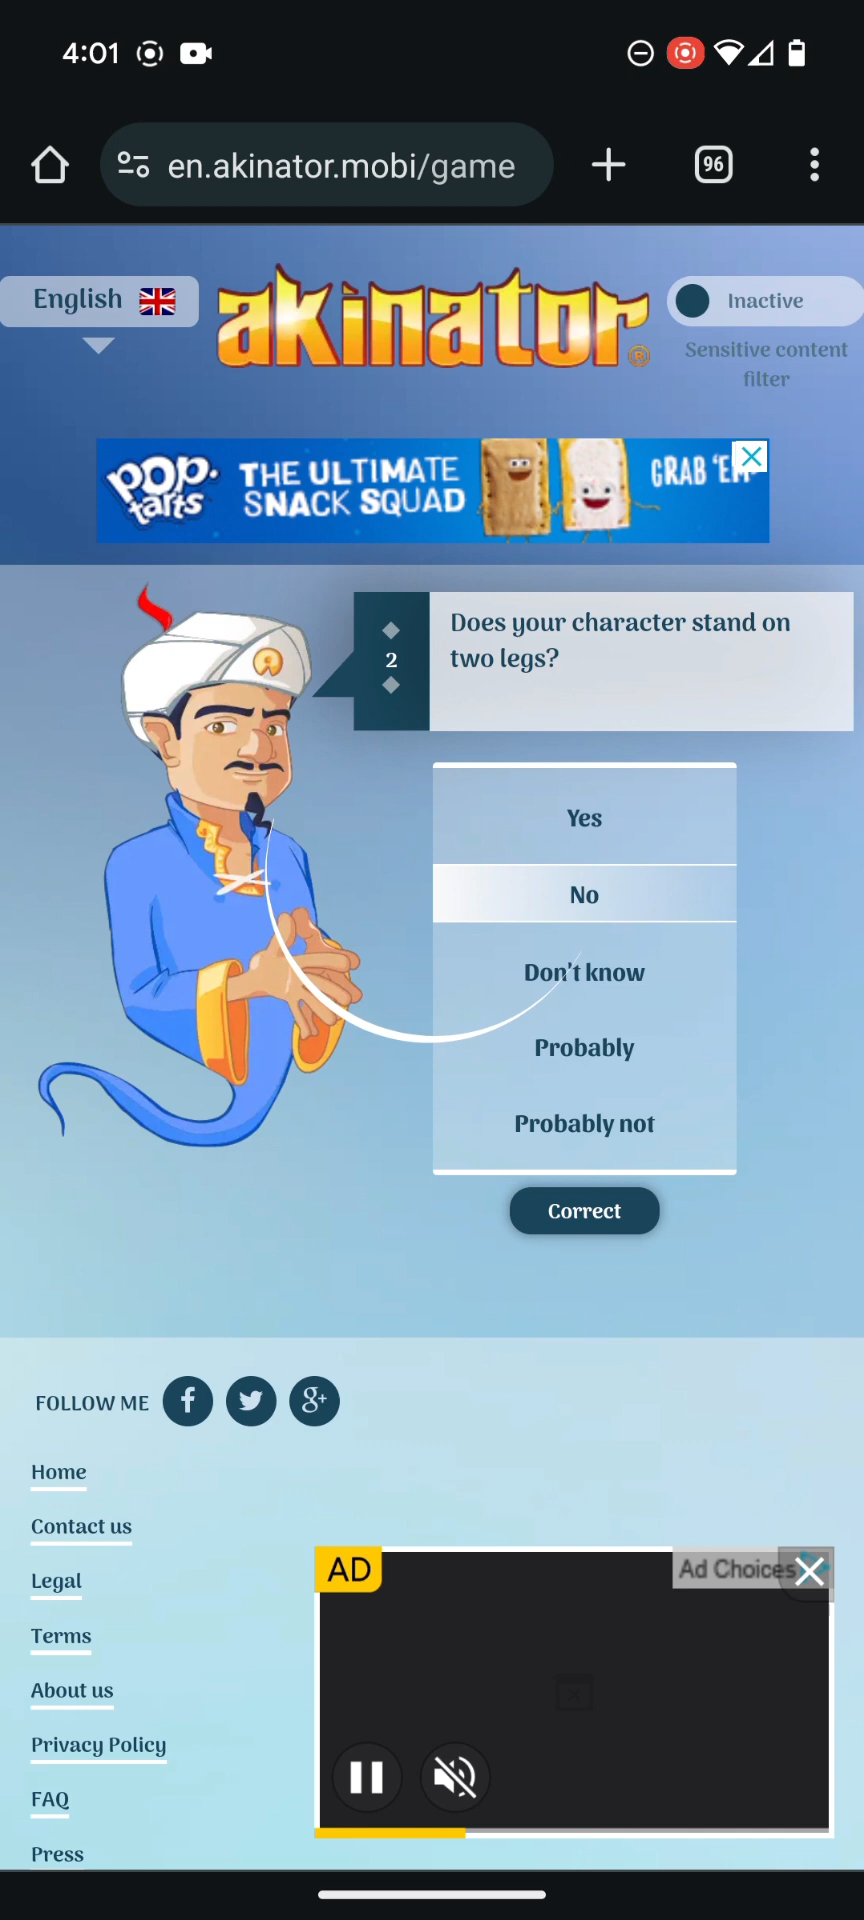 4:01
en.akinator.mobi/game
96
English
akinator
®
Inactive
Sensitive content
filter
pop.
tarts
THE ULTIMATE
SNACK SQUAD
GRAB 'EM
2
Does your character stand on
two legs?
Yes
No
Don't know
Probably
Probably not
Correct
FOLLOW ME
Home
Contact us
Legal
Terms
About us
Privacy Policy
FAQ
Press
AD
Ad Choices